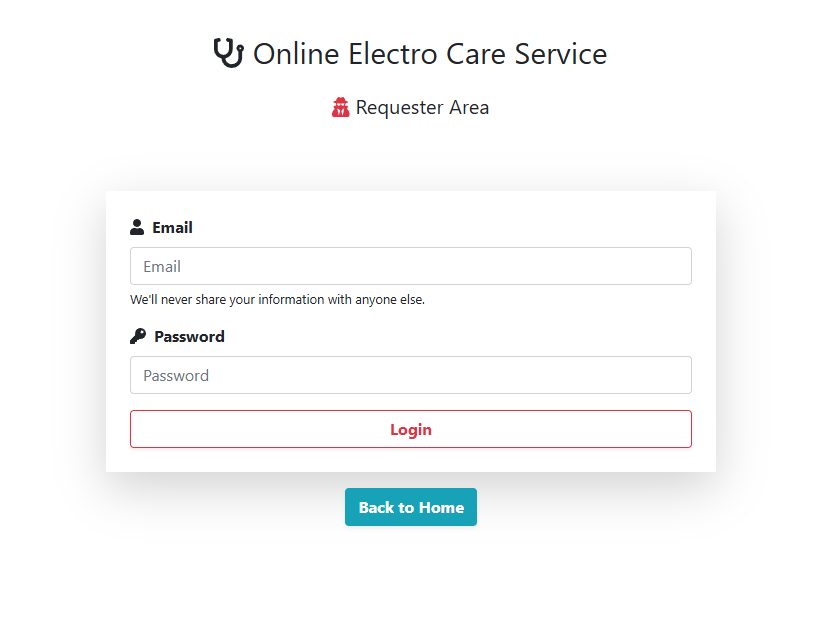 Online Electro Care Service
Requester Area
Email
Email
We'll never share your information with anyone else.
Password
Password
Login
Back to Home